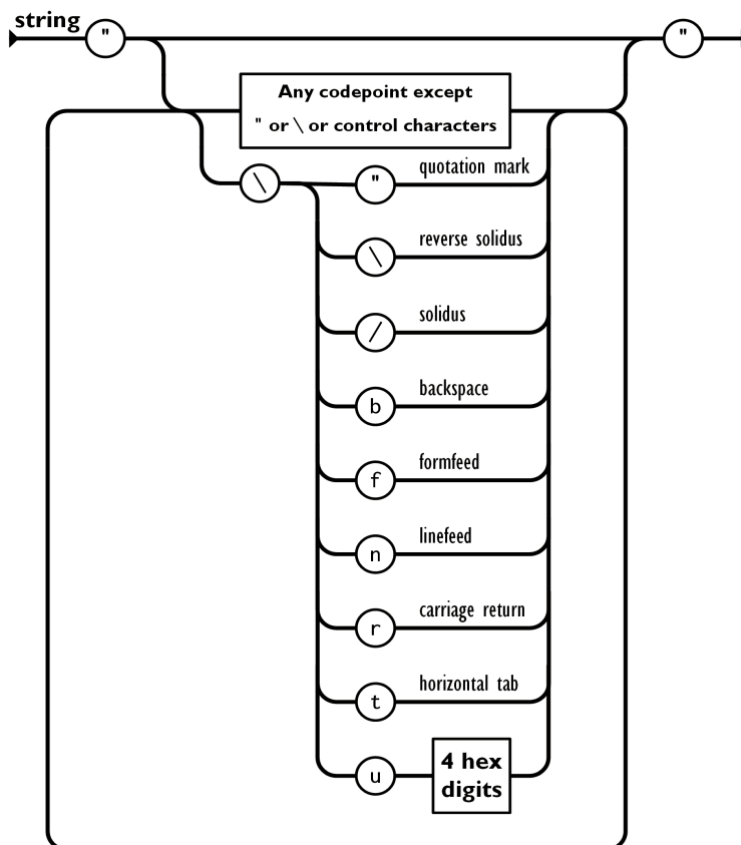 string
" "
Any codepoint except
" or \ or control characters
\ " quotation mark
\ reverse solidus
/ solidus
b backspace
f formfeed
n linefeed
r carriage return
t horizontal tab
u 4 hex
digits